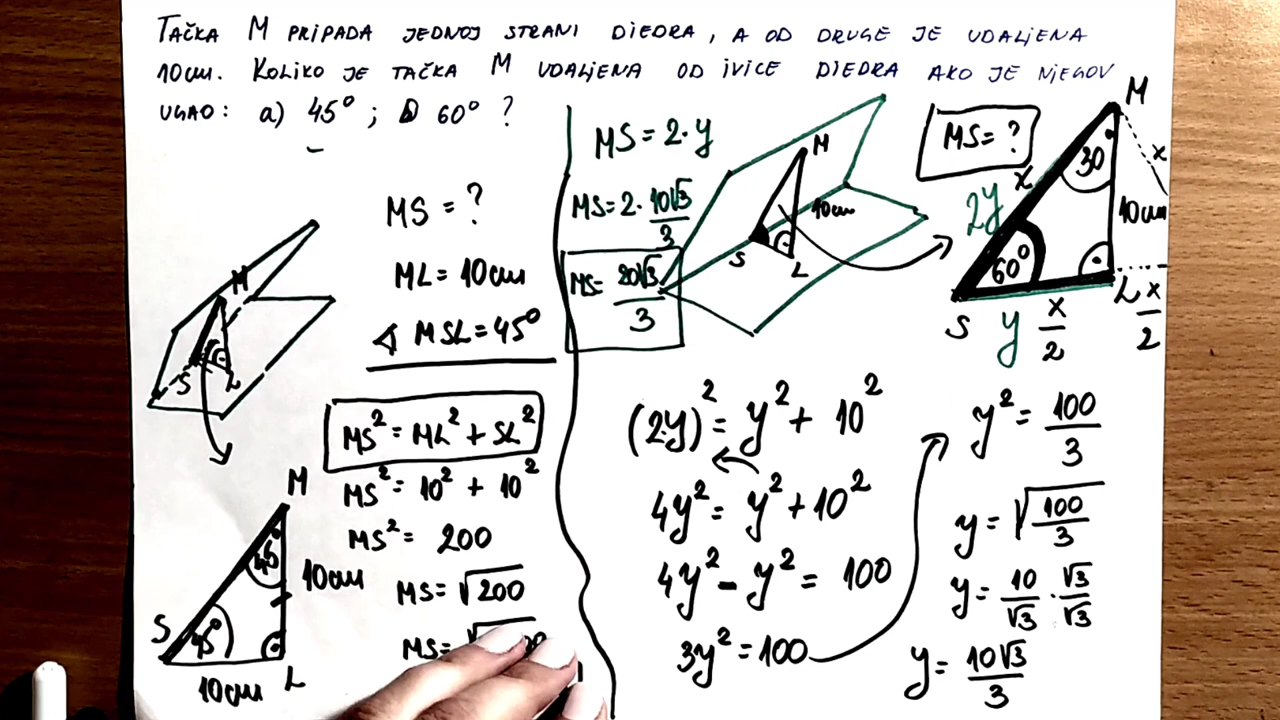 TAČKA M PRIPADA JEDNOJ STRANI DIEDRA, A OD DRUGE JE UDALJENA
10cm. KOLIKO JE TAČKA M UDALJENA OD IVICE DIEDRA AKO JE NJEGOV
UGAO: a) 45°; b) 60°?
MS = ?
ML = 10cm
∢ MSL = 45°
M
S
L
MS² = ML² + SL²
MS² = 10² + 10²
MS² = 200
MS = √200
MS =
M
45
10cm
S
45°
10cm
L
MS = 2·y
MS = 2·10√3/3
MS = 20√3/3
M
10cm
S
L
MS = ?
M
30
x
x
2y
10cm
60°
S
L
y
x/2
x/2
(2y)² = y² + 10²
4y² = y² + 10²
4y² - y² = 100
3y² = 100
y² = 100/3
y = √100/3
y = 10/√3 · √3/√3
y = 10√3/3